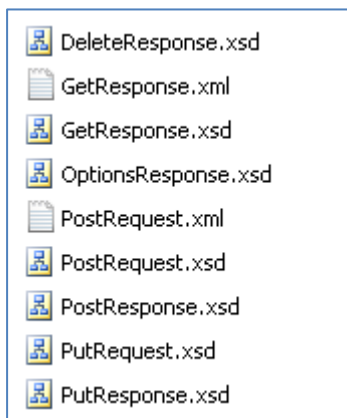 DeleteResponse.xsd
GetResponse.xml
GetResponse.xsd
OptionsResponse.xsd
PostRequest.xml
PostRequest.xsd
PostResponse.xsd
PutRequest.xsd
PutResponse.xsd